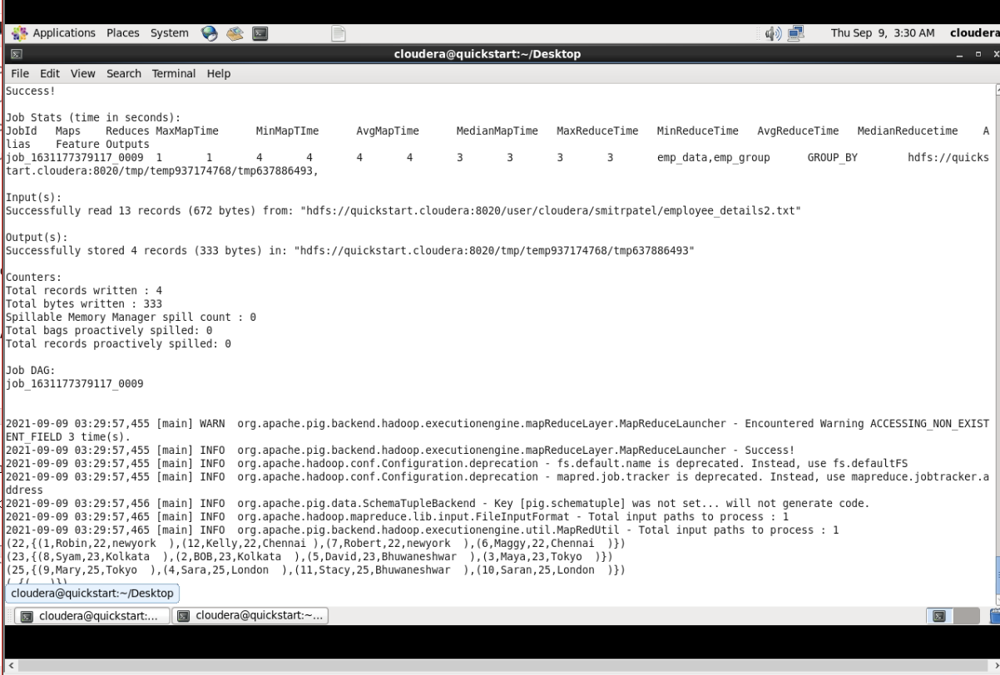 Applications Places System Thu Sep 9, 3:30 AM cloudera
cloudera@quickstart:~/Desktop
File Edit View Search Terminal Help
Success!
Job Stats (time in seconds):
JobId Maps Reduces MaxMapTime MinMapTIme AvgMapTime MedianMapTime MaxReduceTime MinReduceTime AvgReduceTime MedianReducetime A
lias Feature Outputs
job_1631177379117_0009 1 1 4 4 4 4 3 3 3 3 emp_data,emp_group GROUP_BY hdfs://quicks
tart.cloudera:8020/tmp/temp937174768/tmp637886493,
Input(s):
Successfully read 13 records (672 bytes) from: "hdfs://quickstart.cloudera:8020/user/cloudera/smitrpatel/employee_details2.txt"
Output(s):
Successfully stored 4 records (333 bytes) in: "hdfs://quickstart.cloudera:8020/tmp/temp937174768/tmp637886493"
Counters:
Total records written : 4
Total bytes written : 333
Spillable Memory Manager spill count : 0
Total bags proactively spilled: 0
Total records proactively spilled: 0
Job DAG:
job_1631177379117_0009
2021-09-09 03:29:57,455 [main] WARN org.apache.pig.backend.hadoop.executionengine.mapReduceLayer.MapReduceLauncher - Encountered Warning ACCESSING_NON_EXIST
ENT_FIELD 3 time(s).
2021-09-09 03:29:57,455 [main] INFO org.apache.pig.backend.hadoop.executionengine.mapReduceLayer.MapReduceLauncher - Success!
2021-09-09 03:29:57,455 [main] INFO org.apache.hadoop.conf.Configuration.deprecation - fs.default.name is deprecated. Instead, use fs.defaultFS
2021-09-09 03:29:57,455 [main] INFO org.apache.hadoop.conf.Configuration.deprecation - mapred.job.tracker is deprecated. Instead, use mapreduce.jobtracker.a
ddress
2021-09-09 03:29:57,456 [main] INFO org.apache.pig.data.SchemaTupleBackend - Key [pig.schematuple] was not set... will not generate code.
2021-09-09 03:29:57,465 [main] INFO org.apache.hadoop.mapreduce.lib.input.FileInputFormat - Total input paths to process : 1
2021-09-09 03:29:57,465 [main] INFO org.apache.pig.backend.hadoop.executionengine.util.MapRedUtil - Total input paths to process : 1
(22,{(1,Robin,22,newyork ),(12,Kelly,22,Chennai ),(7,Robert,22,newyork ),(6,Maggy,22,Chennai )})
(23,{(8,Syam,23,Kolkata ),(2,BOB,23,Kolkata ),(5,David,23,Bhuwaneshwar ),(3,Maya,23,Tokyo )})
(25,{(9,Mary,25,Tokyo ),(4,Sara,25,London ),(11,Stacy,25,Bhuwaneshwar ),(10,Saran,25,London )})
cloudera@quickstart:~/Desktop
cloudera@quickstart:... cloudera@quickstart:~...